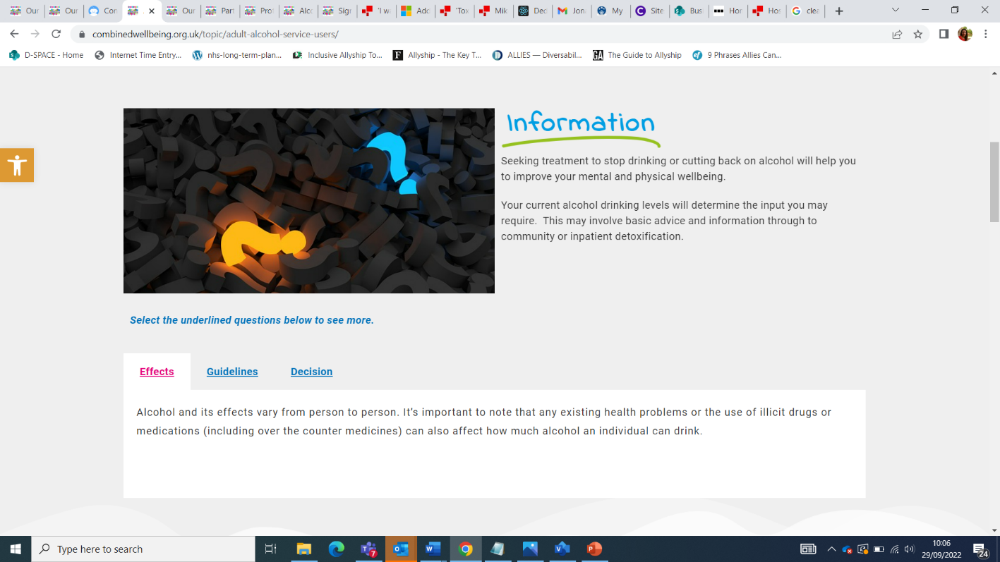 Our
Our
Con
Our
Part
Prof
Alco
Sign
'I w
Add
'Tox
Mik
Dec
Jon
My
Site
Bus
Hor
Hos
clea
combinedwellbeing.org.uk/topic/adult-alcohol-service-users/
D-SPACE - Home
Internet Time Entry...
nhs-long-term-plan...
Inclusive Allyship To...
F
Allyship - The Key T...
ALLIES — Diversabil...
GA
The Guide to Allyship
ef
9 Phrases Allies Can...
Information
Seeking treatment to stop drinking or cutting back on alcohol will help you
to improve your mental and physical wellbeing.
Your current alcohol drinking levels will determine the input you may
require. This may involve basic advice and information through to
community or inpatient detoxification.
Select the underlined questions below to see more.
Effects
Guidelines
Decision
Alcohol and its effects vary from person to person. It's important to note that any existing health problems or the use of illicit drugs or
medications (including over the counter medicines) can also affect how much alcohol an individual can drink.
Type here to search
7
10:06
29/09/2022
24